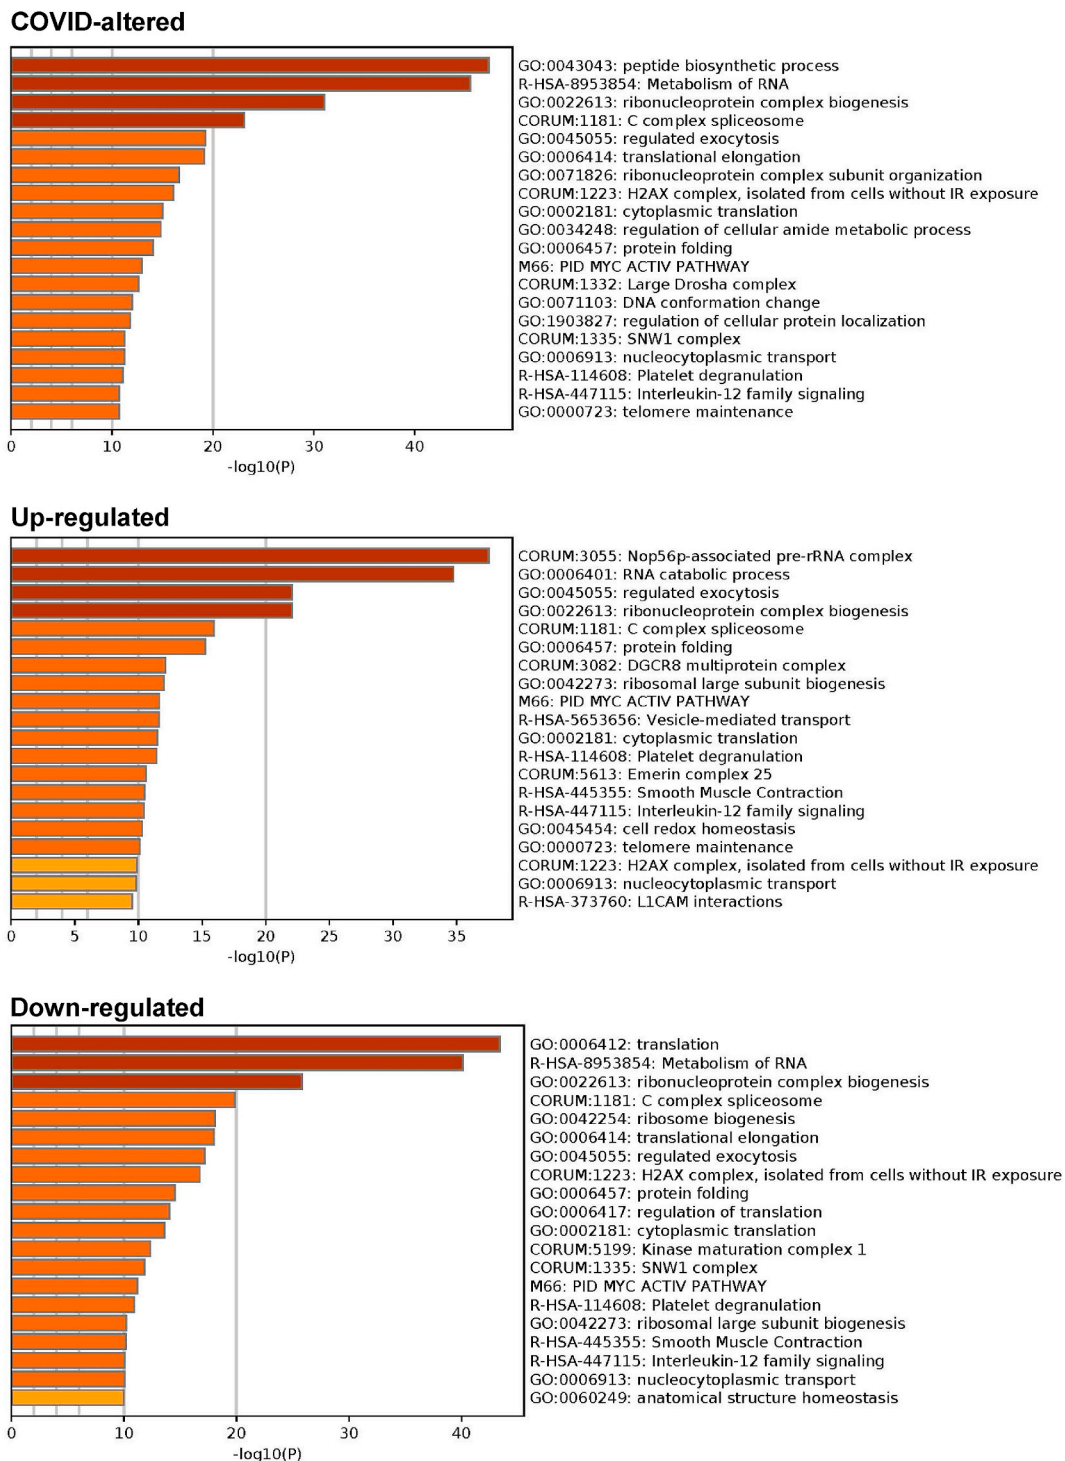 COVID-altered
GO:0043043: peptide biosynthetic process
R-HSA-8953854: Metabolism of RNA
GO:0022613: ribonucleoprotein complex biogenesis
CORUM:1181: C complex spliceosome
GO:0045055: regulated exocytosis
GO:0006414: translational elongation
GO:0071826: ribonucleoprotein complex subunit organization
CORUM:1223: H2AX complex, isolated from cells without IR exposure
GO:0002181: cytoplasmic translation
GO:0034248: regulation of cellular amide metabolic process
GO:0006457: protein folding
M66: PID MYC ACTIV PATHWAY
CORUM:1332: Large Drosha complex
GO:0071103: DNA conformation change
GO:1903827: regulation of cellular protein localization
CORUM:1335: SNW1 complex
GO:0006913: nucleocytoplasmic transport
R-HSA-114608: Platelet degranulation
R-HSA-447115: Interleukin-12 family signaling
GO:0000723: telomere maintenance
0 10 20 30 40
-log10(P)
Up-regulated
CORUM:3055: Nop56p-associated pre-rRNA complex
GO:0006401: RNA catabolic process
GO:0045055: regulated exocytosis
GO:0022613: ribonucleoprotein complex biogenesis
CORUM:1181: C complex spliceosome
GO:0006457: protein folding
CORUM:3082: DGCR8 multiprotein complex
GO:0042273: ribosomal large subunit biogenesis
M66: PID MYC ACTIV PATHWAY
R-HSA-5653656: Vesicle-mediated transport
GO:0002181: cytoplasmic translation
R-HSA-114608: Platelet degranulation
CORUM:5613: Emerin complex 25
R-HSA-445355: Smooth Muscle Contraction
R-HSA-447115: Interleukin-12 family signaling
GO:0045454: cell redox homeostasis
GO:0000723: telomere maintenance
CORUM:1223: H2AX complex, isolated from cells without IR exposure
GO:0006913: nucleocytoplasmic transport
R-HSA-373760: L1CAM interactions
0 5 10 15 20 25 30 35
-log10(P)
Down-regulated
GO:0006412: translation
R-HSA-8953854: Metabolism of RNA
GO:0022613: ribonucleoprotein complex biogenesis
CORUM:1181: C complex spliceosome
GO:0042254: ribosome biogenesis
GO:0006414: translational elongation
GO:0045055: regulated exocytosis
CORUM:1223: H2AX complex, isolated from cells without IR exposure
GO:0006457: protein folding
GO:0006417: regulation of translation
GO:0002181: cytoplasmic translation
CORUM:5199: Kinase maturation complex 1
CORUM:1335: SNW1 complex
M66: PID MYC ACTIV PATHWAY
R-HSA-114608: Platelet degranulation
GO:0042273: ribosomal large subunit biogenesis
R-HSA-445355: Smooth Muscle Contraction
R-HSA-447115: Interleukin-12 family signaling
GO:0006913: nucleocytoplasmic transport
GO:0060249: anatomical structure homeostasis
0 10 20 30 40
-log10(P)